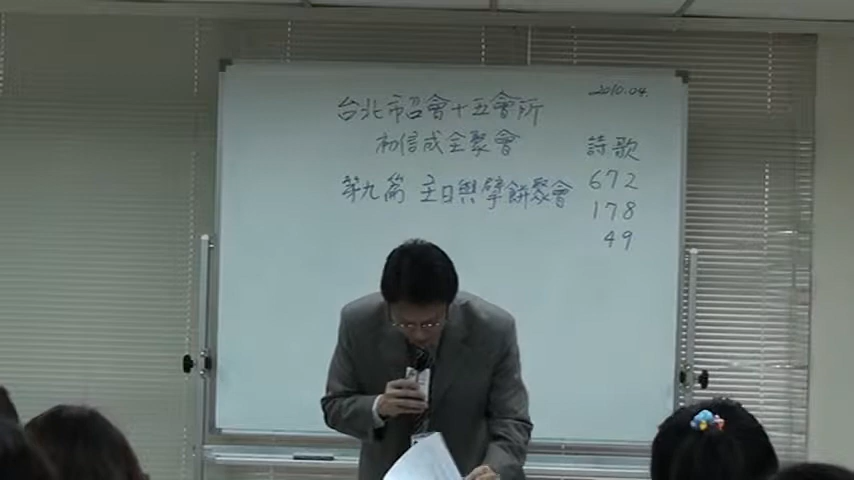 2010.04.
台北市召會十五會所
初信成全聚會
第九篇 主日與擘餅聚會
詩歌
672
178
49